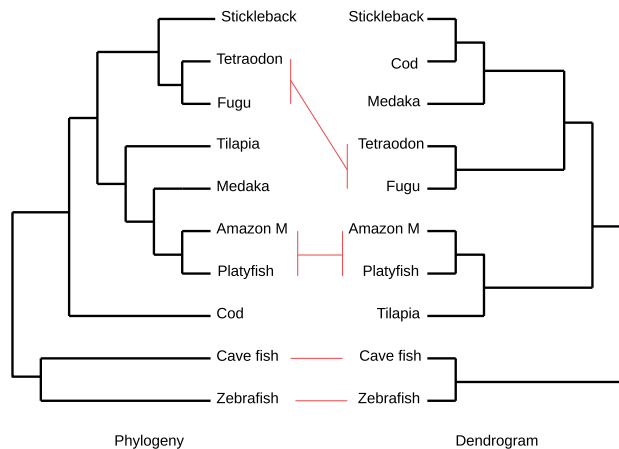 Stickleback Stickleback
Tetraodon Cod
Fugu Medaka
Tilapia Tetraodon
Medaka Fugu
Amazon M Amazon M
Platyfish Platyfish
Cod Tilapia
Cave fish Cave fish
Zebrafish Zebrafish
Phylogeny Dendrogram